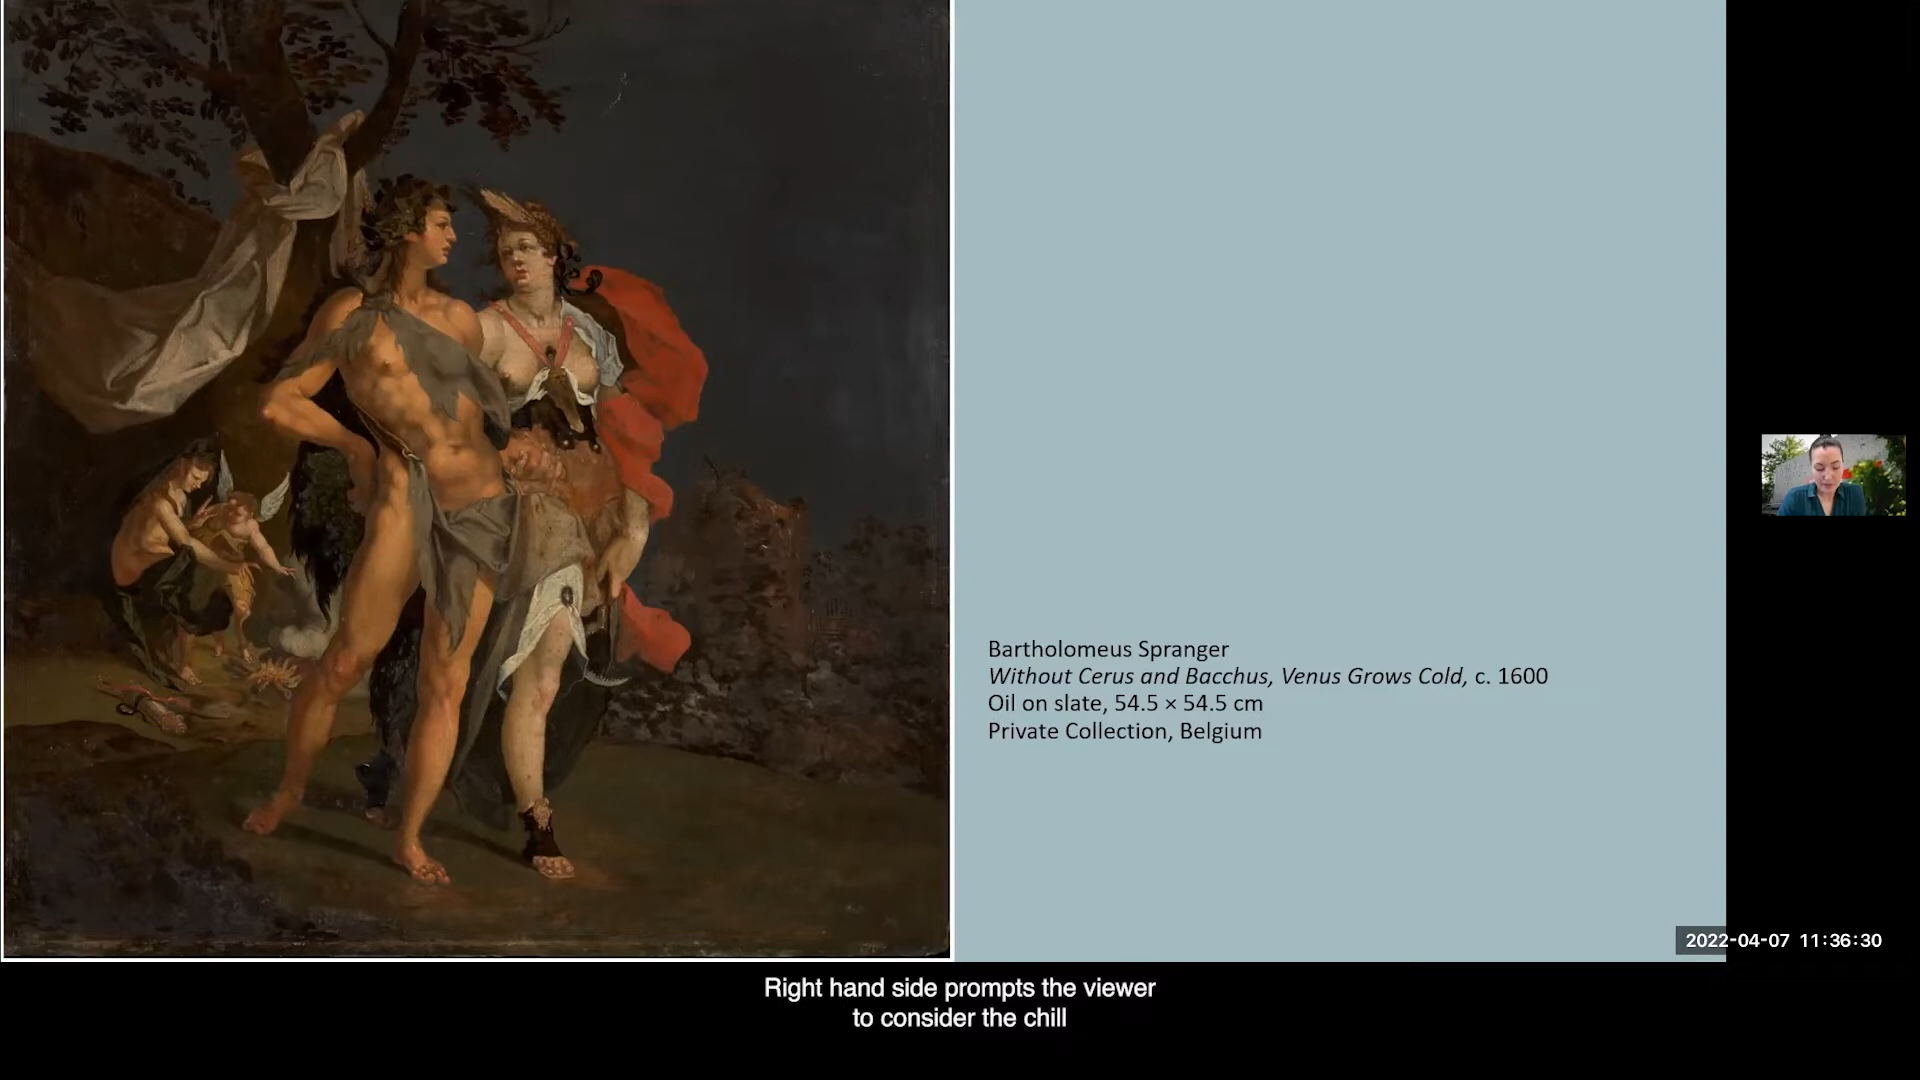 Bartholomeus Spranger
Without Cerus and Bacchus, Venus Grows Cold, c. 1600
Oil on slate, 54.5 × 54.5 cm
Private Collection, Belgium
2022-04-07 11:36:30
Right hand side prompts the viewer
to consider the chill